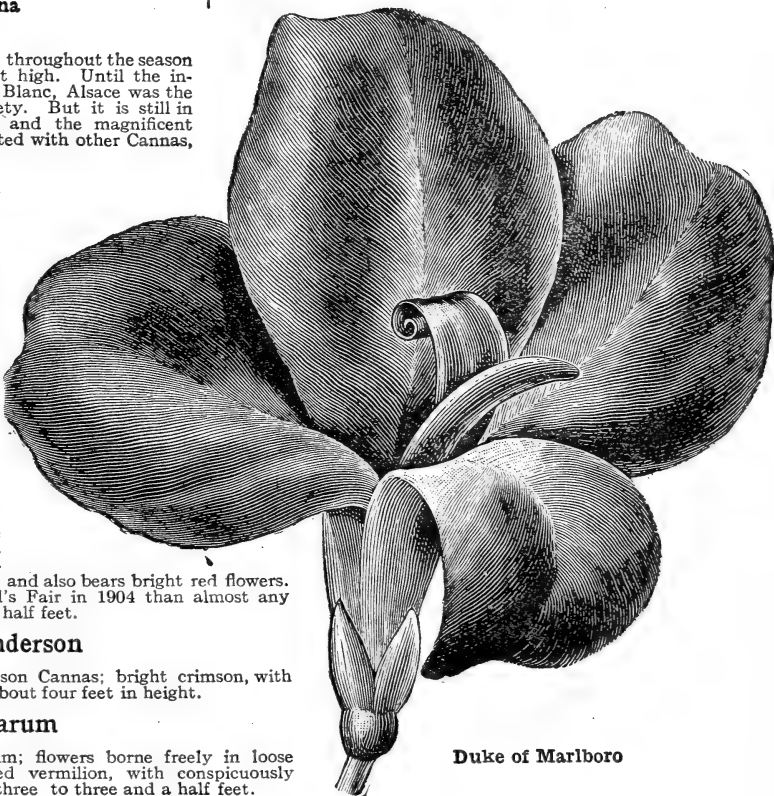 na
throughout the season
t high. Until the in-
Blanc, Alsace was the
ety. But it is still in
and the magnificent
ted with other Cannas,
and also bears bright red flowers.
l's Fair in 1904 than almost any
half feet.
nderson
son Cannas; bright crimson, with
bout four feet in height.
arum
m; flowers borne freely in loose
ed vermilion, with conspicuously
three to three and a half feet.
Duke of Marlboro